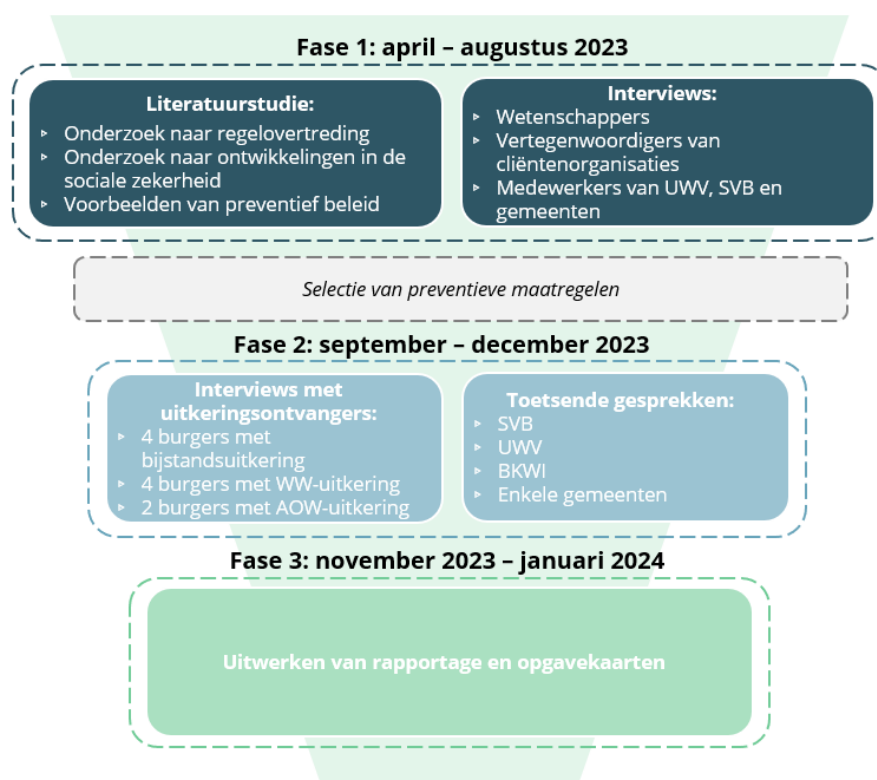 Fase 1: april – augustus 2023
Literatuurstudie:
Onderzoek naar regelovertreding
Onderzoek naar ontwikkelingen in de
sociale zekerheid
Voorbeelden van preventief beleid
Interviews:
Wetenschappers
Vertegenwoordigers van
cliëntenorganisaties
Medewerkers van UWV, SVB en
gemeenten
Selectie van preventieve maatregelen
Fase 2: september – december 2023
Interviews met
uitkeringsontvangers:
4 burgers met
bijstandsuitkering
4 burgers met WW-uitkering
2 burgers met AOW-uitkering
Toetsende gesprekken:
SVB
UWV
BKWI
Enkele gemeenten
Fase 3: november 2023 – januari 2024
Uitwerken van rapportage en opgavekaarten